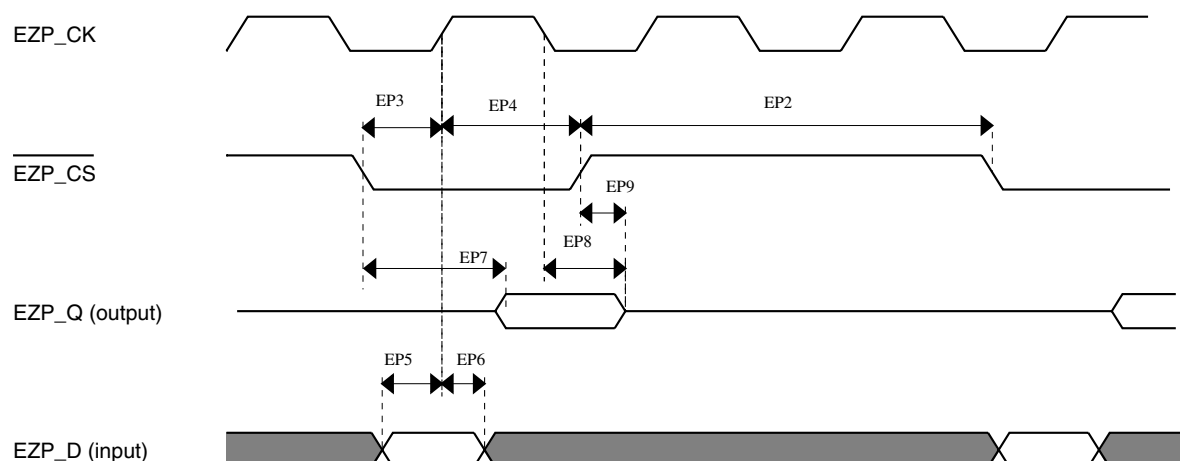 EZP_CK
EP3
EP4
EP2
EZP_CS
EP9
EP8
EP7
EZP_Q (output)
EP5
EP6
EZP_D (input)